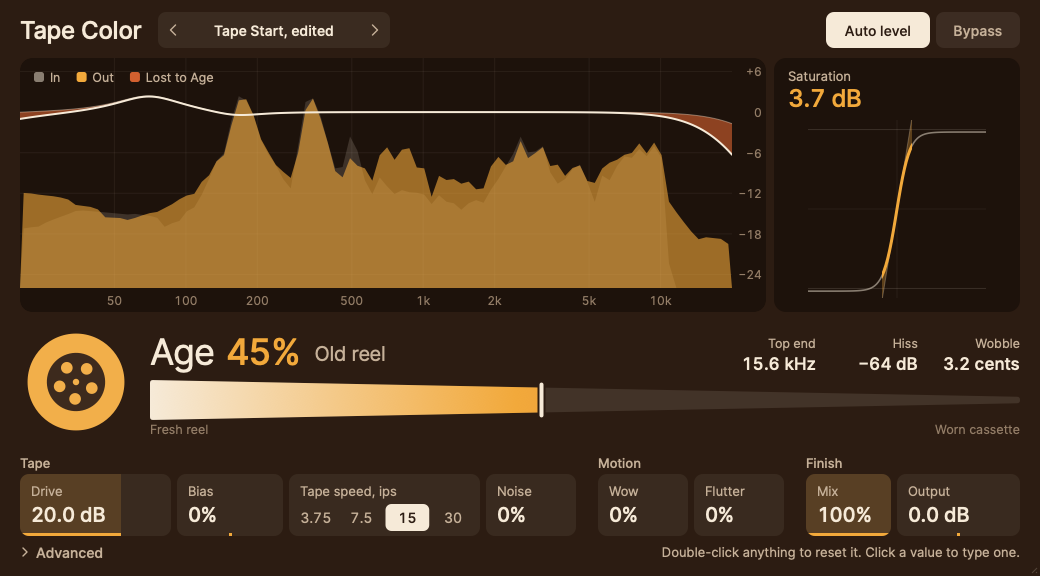 Tape Color
Tape Start, edited
Auto level
Bypass
In Out Lost to Age
+6
0
−6
−12
−18
−24
50 100 200 500 1k 2k 5k 10k
Saturation
3.7 dB
Age 45% Old reel
Top end
15.6 kHz
Hiss
−64 dB
Wobble
3.2 cents
Fresh reel
Worn cassette
Tape
Drive
20.0 dB
Bias
0%
Tape speed, ips
3.75 7.5 15 30
Noise
0%
Motion
Wow
0%
Flutter
0%
Finish
Mix
100%
Output
0.0 dB
Advanced
Double-click anything to reset it. Click a value to type one.